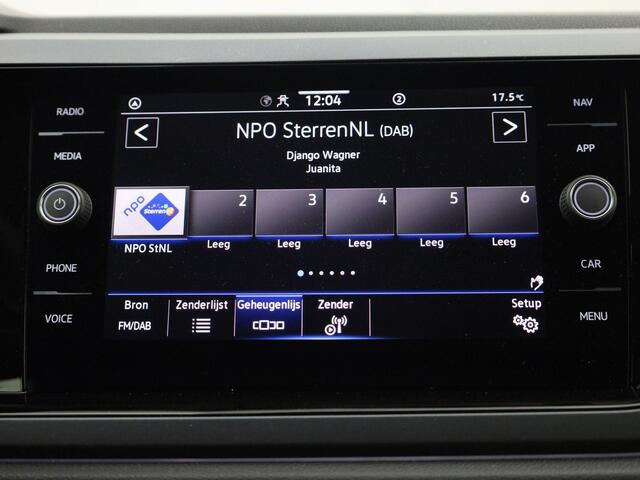 RADIO
MEDIA
PHONE
VOICE
12:04
2
17.5°C
NPO SterrenNL (DAB)
Django Wagner
Juanita
<
>
npo
Sterren
2
3
4
5
6
NPO StNL
Leeg
Leeg
Leeg
Leeg
Leeg
Bron
FM/DAB
Zenderlijst
Geheugenlijs
Zender
Setup
NAV
APP
CAR
MENU